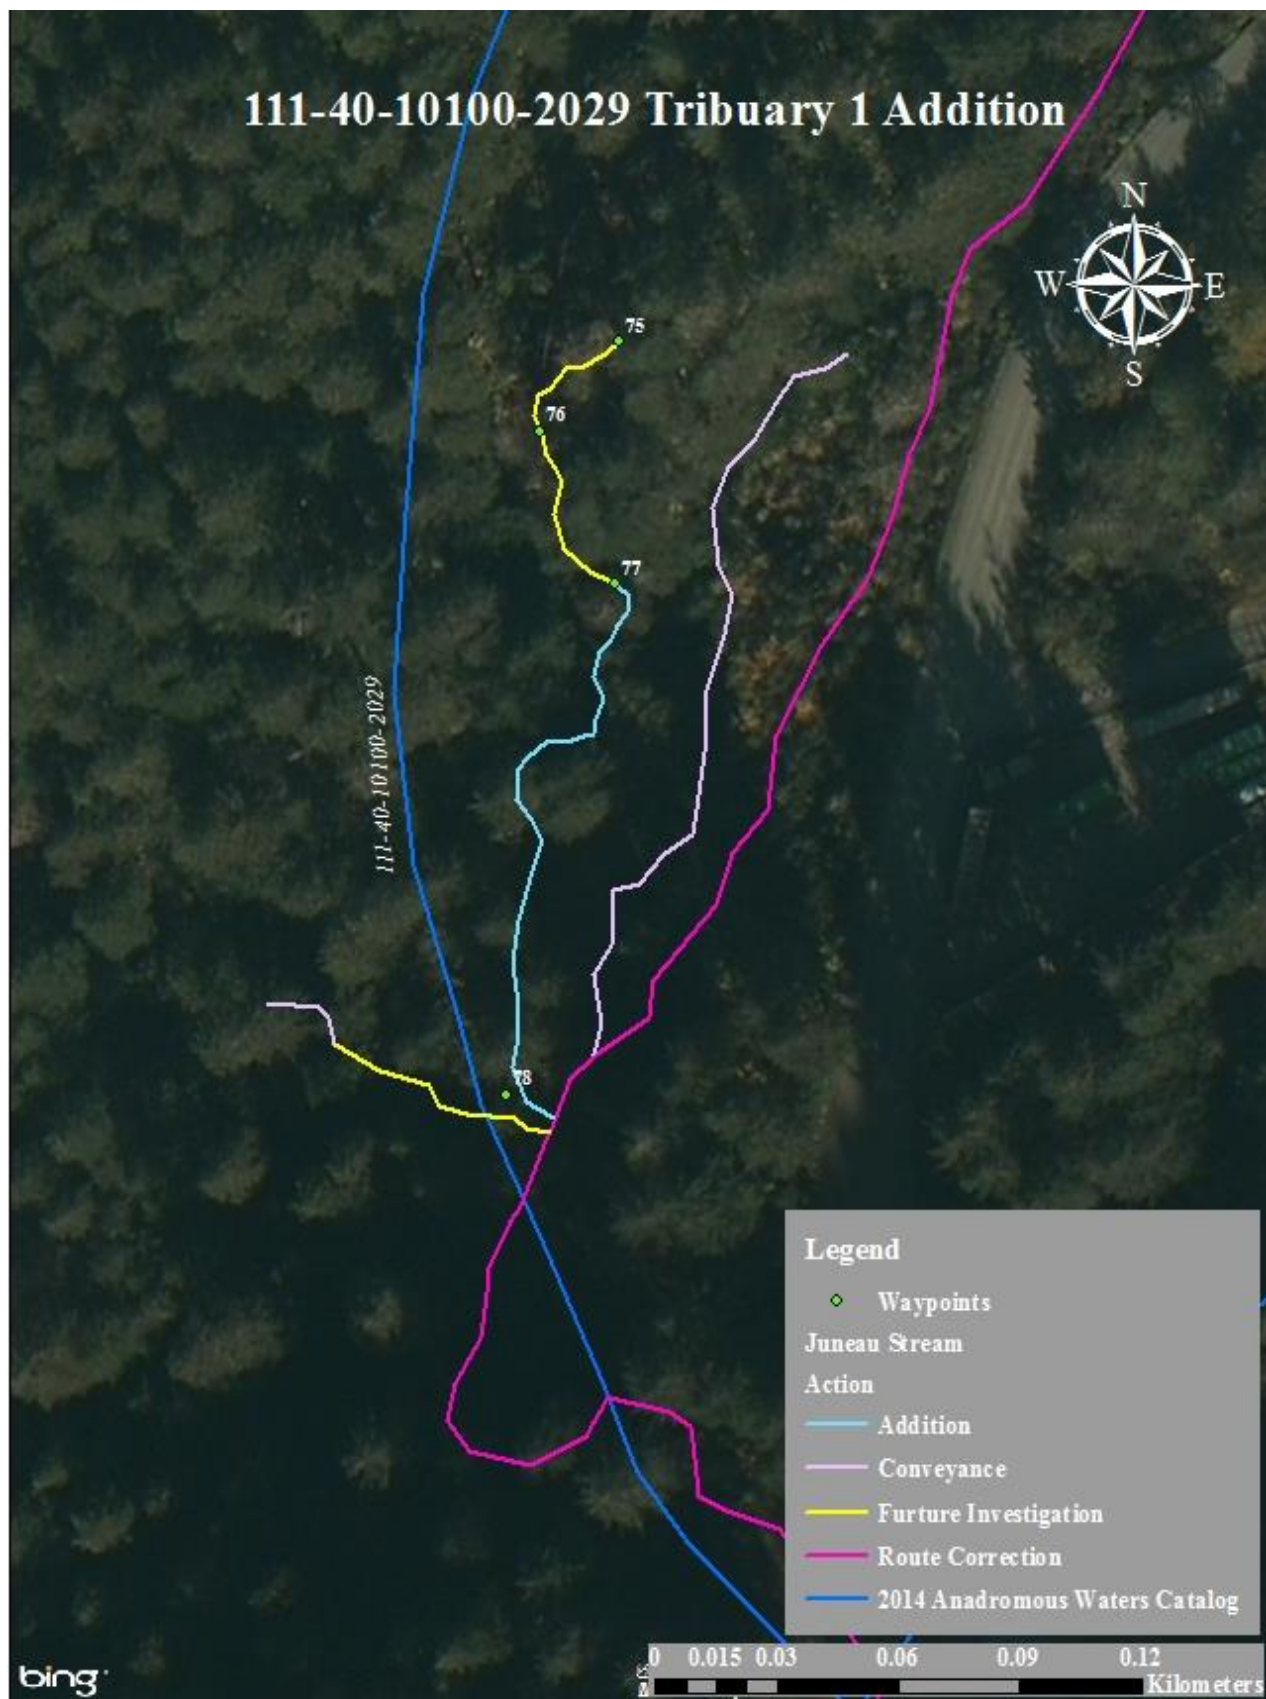 111-40-10100-2029 Tribuary 1 Addition
N
W E
S
75
76
77
111-40-10100-2029
78
Legend
Waypoints
Juneau Stream
Action
Addition
Conveyance
Furture Investigation
Route Correction
2014 Anadromous Waters Catalog
0 0.015 0.03 0.06 0.09 0.12
Kilometers
bing